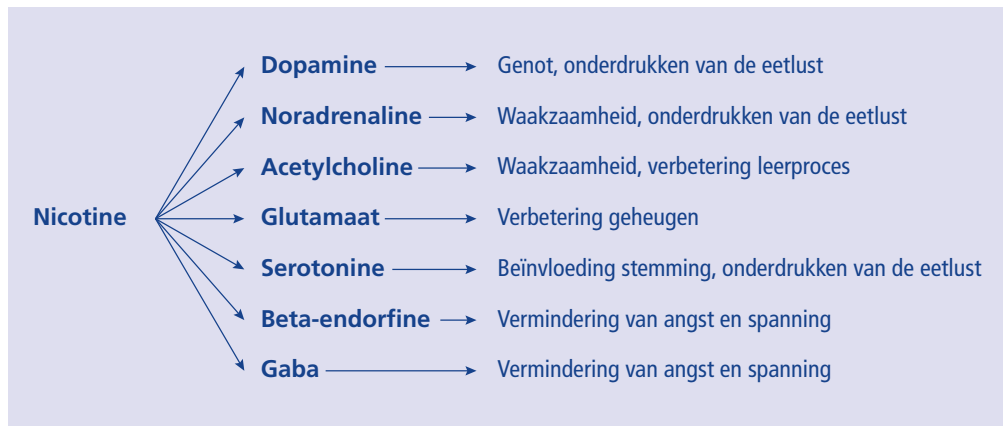 Dopamine Genot, onderdrukken van de eetlust
Noradrenaline Waakzaamheid, onderdrukken van de eetlust
Acetylcholine Waakzaamheid, verbetering leerproces
Nicotine Glutamaat Verbetering geheugen
Serotonine Beïnvloeding stemming, onderdrukken van de eetlust
Beta-endorfine Vermindering van angst en spanning
Gaba Vermindering van angst en spanning